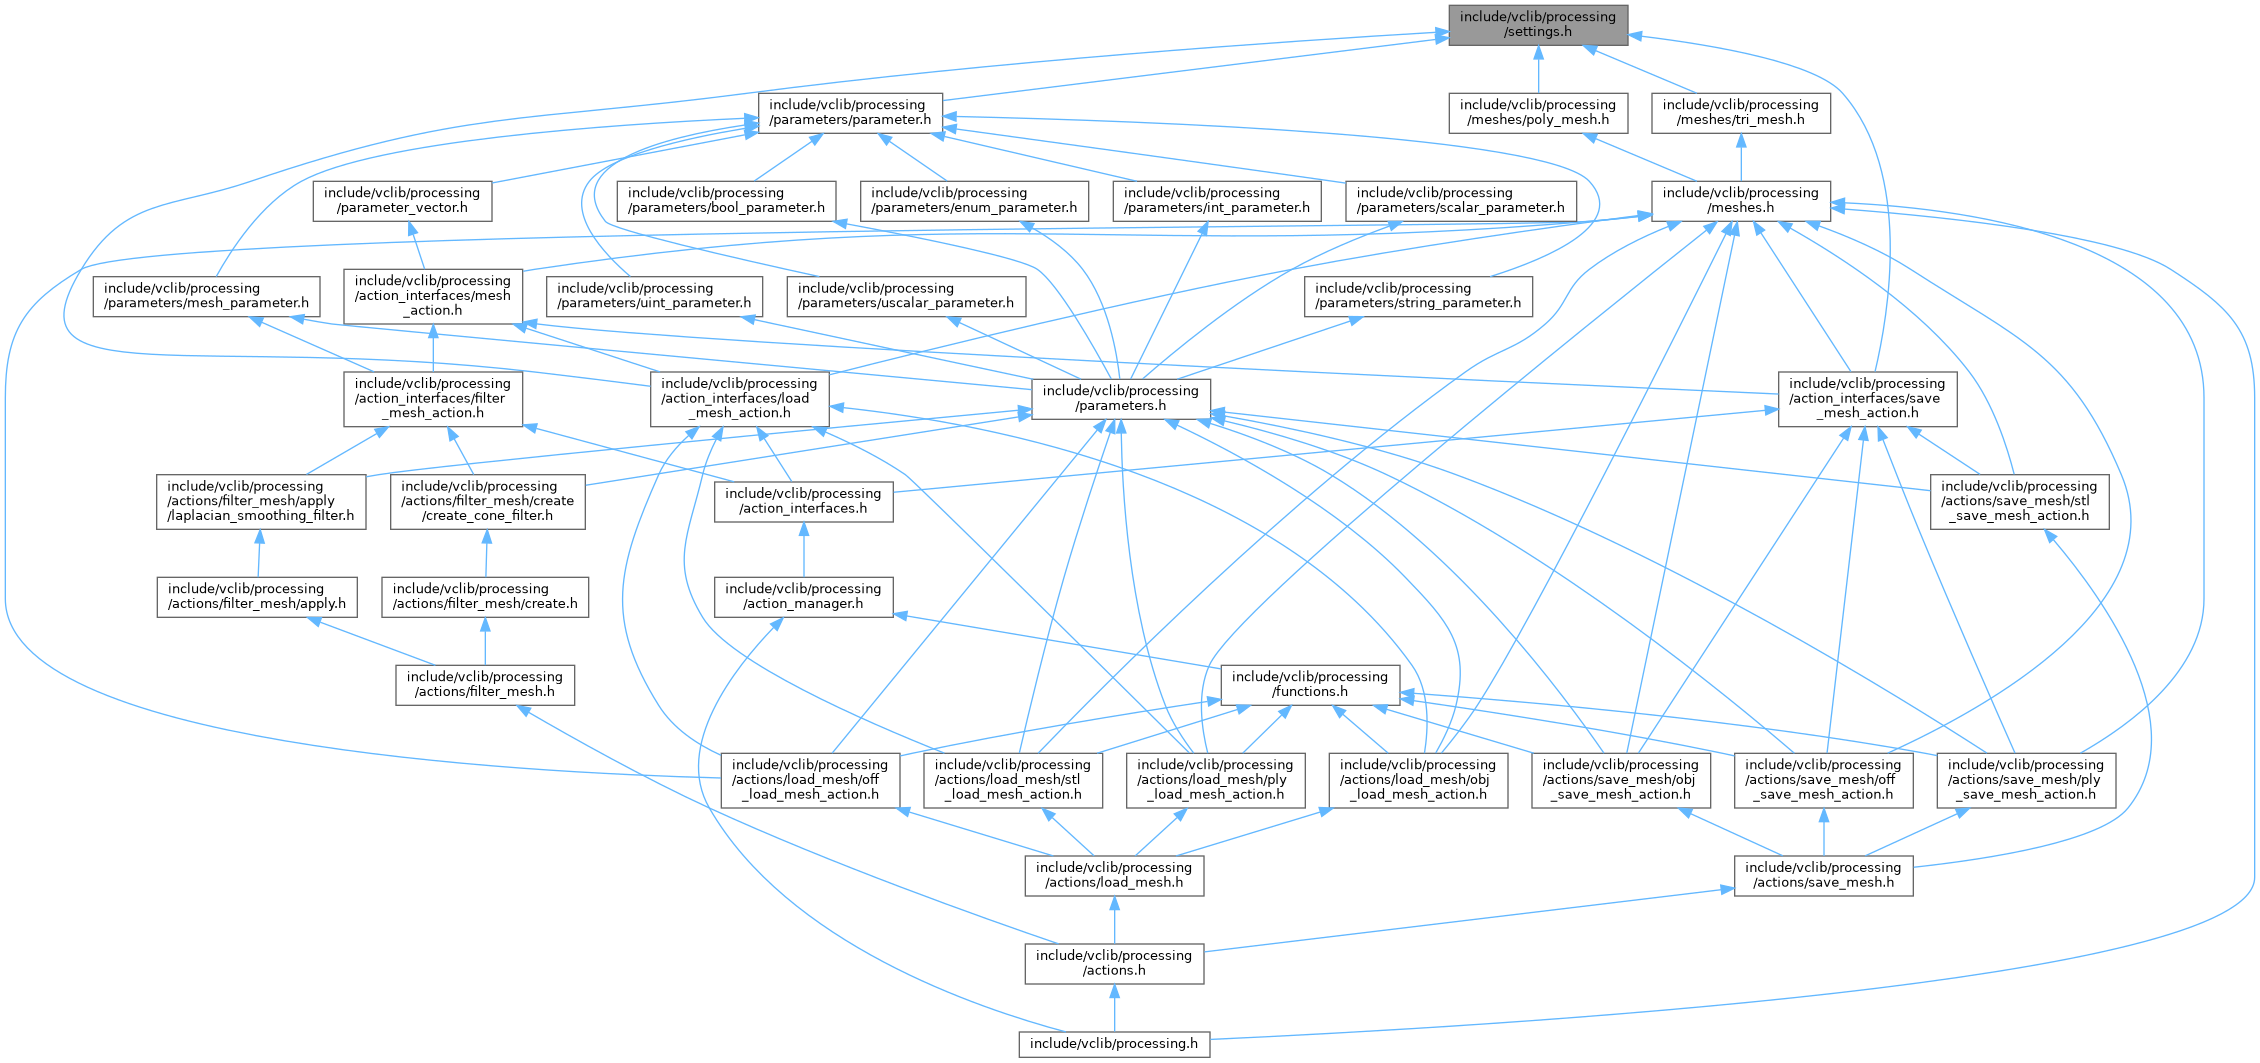 include/vclib/processing
/settings.h
include/vclib/processing
/parameters/parameter.h
include/vclib/processing
/meshes/poly_mesh.h
include/vclib/processing
/meshes/tri_mesh.h
include/vclib/processing
/parameter_vector.h
include/vclib/processing
/parameters/bool_parameter.h
include/vclib/processing
/parameters/enum_parameter.h
include/vclib/processing
/parameters/int_parameter.h
include/vclib/processing
/parameters/scalar_parameter.h
include/vclib/processing
/meshes.h
include/vclib/processing
/parameters/mesh_parameter.h
include/vclib/processing
/action_interfaces/mesh
_action.h
include/vclib/processing
/parameters/uint_parameter.h
include/vclib/processing
/parameters/uscalar_parameter.h
include/vclib/processing
/parameters/string_parameter.h
include/vclib/processing
/action_interfaces/filter
_mesh_action.h
include/vclib/processing
/action_interfaces/load
_mesh_action.h
include/vclib/processing
/parameters.h
include/vclib/processing
/action_interfaces/save
_mesh_action.h
include/vclib/processing
/actions/filter_mesh/apply
/laplacian_smoothing_filter.h
include/vclib/processing
/actions/filter_mesh/create
/create_cone_filter.h
include/vclib/processing
/action_interfaces.h
include/vclib/processing
/actions/save_mesh/stl
_save_mesh_action.h
include/vclib/processing
/actions/filter_mesh/apply.h
include/vclib/processing
/actions/filter_mesh/create.h
include/vclib/processing
/action_manager.h
include/vclib/processing
/actions/filter_mesh.h
include/vclib/processing
/functions.h
include/vclib/processing
/actions/load_mesh/off
_load_mesh_action.h
include/vclib/processing
/actions/load_mesh/stl
_load_mesh_action.h
include/vclib/processing
/actions/load_mesh/ply
_load_mesh_action.h
include/vclib/processing
/actions/load_mesh/obj
_load_mesh_action.h
include/vclib/processing
/actions/save_mesh/obj
_save_mesh_action.h
include/vclib/processing
/actions/save_mesh/off
_save_mesh_action.h
include/vclib/processing
/actions/save_mesh/ply
_save_mesh_action.h
include/vclib/processing
/actions/load_mesh.h
include/vclib/processing
/actions/save_mesh.h
include/vclib/processing
/actions.h
include/vclib/processing.h